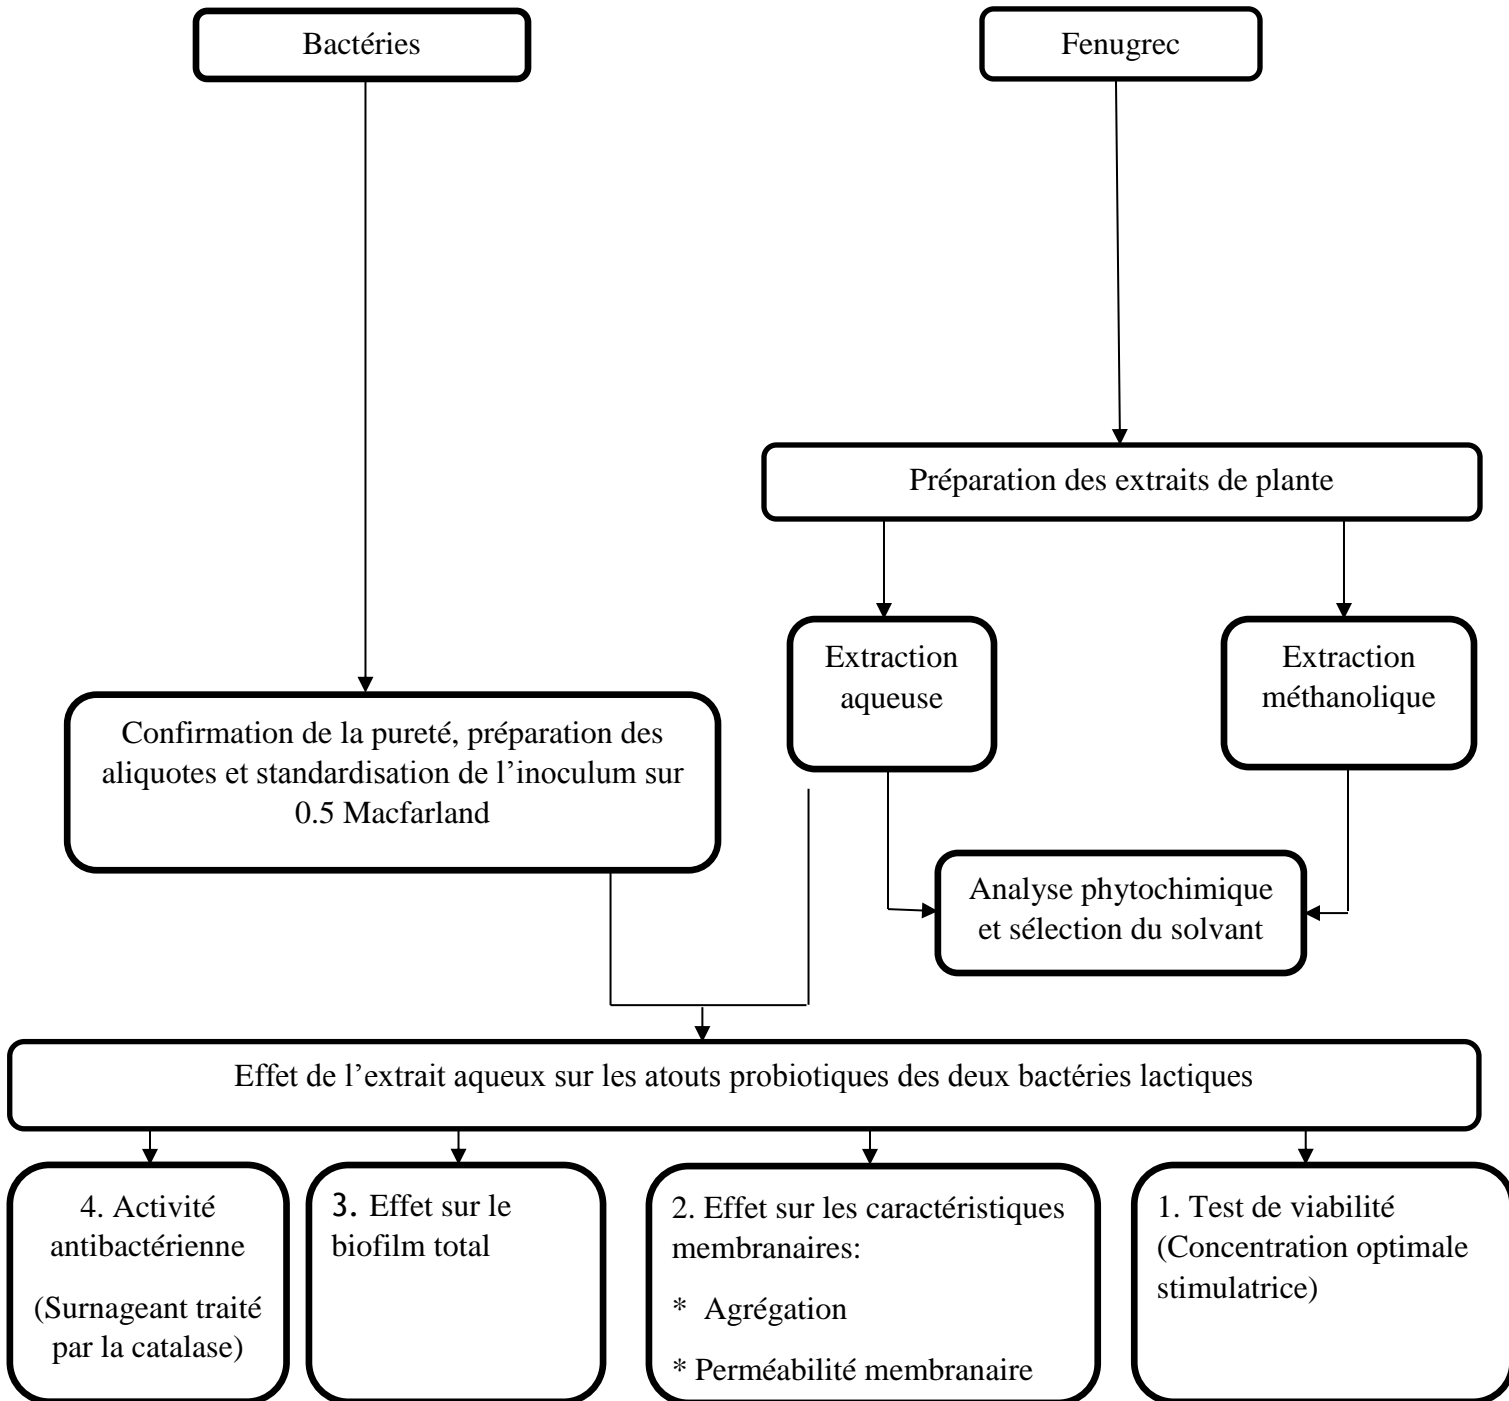 Bactéries
Fenugrec
Préparation des extraits de plante
Extraction
aqueuse
Extraction
méthanolique
Confirmation de la pureté, préparation des
aliquotes et standardisation de l’inoculum sur
0.5 Macfarland
Analyse phytochimique
et sélection du solvant
Effet de l’extrait aqueux sur les atouts probiotiques des deux bactéries lactiques
4. Activité
antibactérienne
(Surnageant traité
par la catalase)
3. Effet sur le
biofilm total
2. Effet sur les caractéristiques
membranaires:
* Agrégation
* Perméabilité membranaire
1. Test de viabilité
(Concentration optimale
stimulatrice)